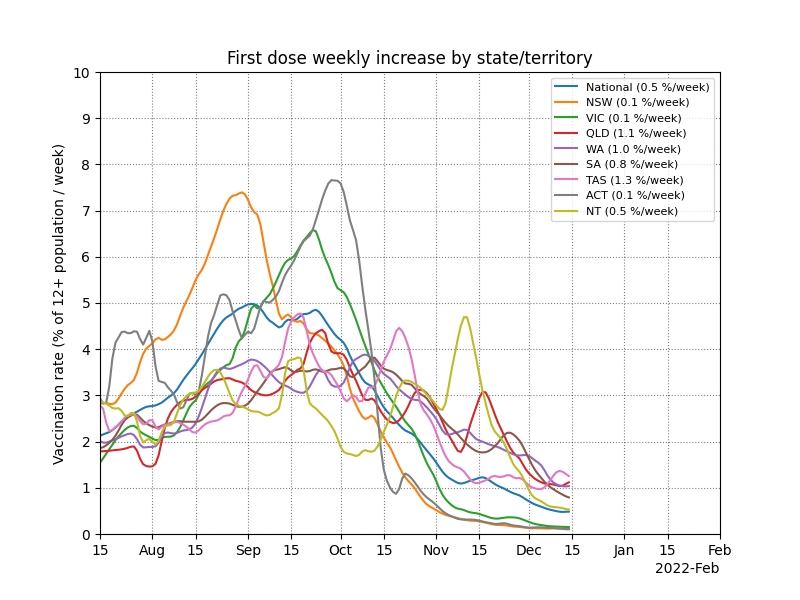 First dose weekly increase by state/territory
Vaccination rate (% of 12+ population / week)
10
9
8
7
6
5
4
3
2
1
0
National (0.5 %/week)
NSW (0.1 %/week)
VIC (0.1 %/week)
QLD (1.1 %/week)
WA (1.0 %/week)
SA (0.8 %/week)
TAS (1.3 %/week)
ACT (0.1 %/week)
NT (0.5 %/week)
15 Aug 15 Sep 15 Oct 15 Nov 15 Dec 15 Jan 15 Feb
2022-Feb